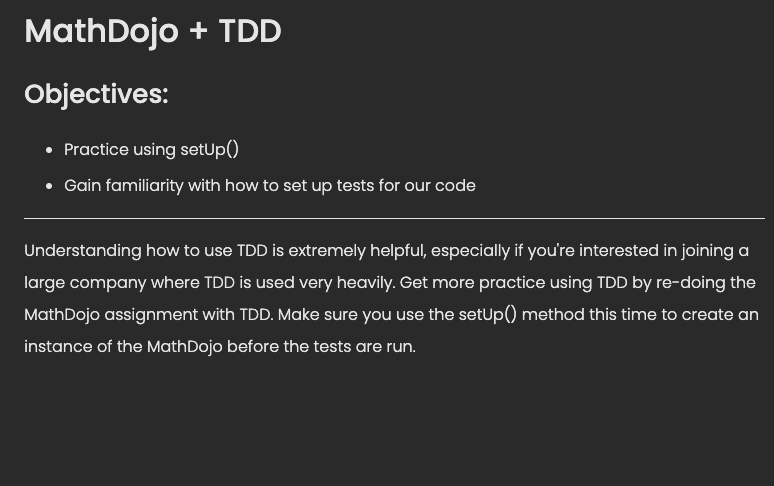 MathDojo + TDD
Objectives:
• Practice using setUp()
• Gain familiarity with how to set up tests for our code
Understanding how to use TDD is extremely helpful, especially if you're interested in joining a
large company where TDD is used very heavily. Get more practice using TDD by re-doing the
MathDojo assignment with TDD. Make sure you use the setUp() method this time to create an
instance of the MathDojo before the tests are run.